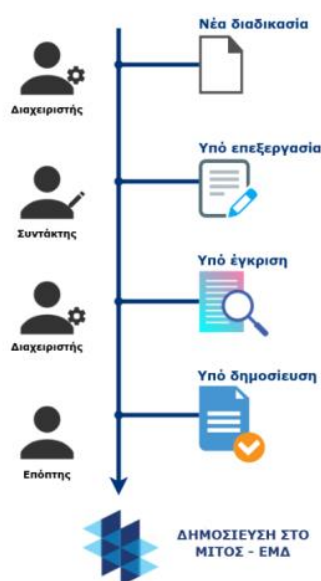 Νέα διαδικασία
Διαχειριστής
Υπό επεξεργασία
Συντάκτης
Υπό έγκριση
Διαχειριστής
Υπό δημοσίευση
Επόπτης
ΔΗΜΟΣΙΕΥΣΗ ΣΤΟ
ΜΙΤΟΣ - ΕΜΔ